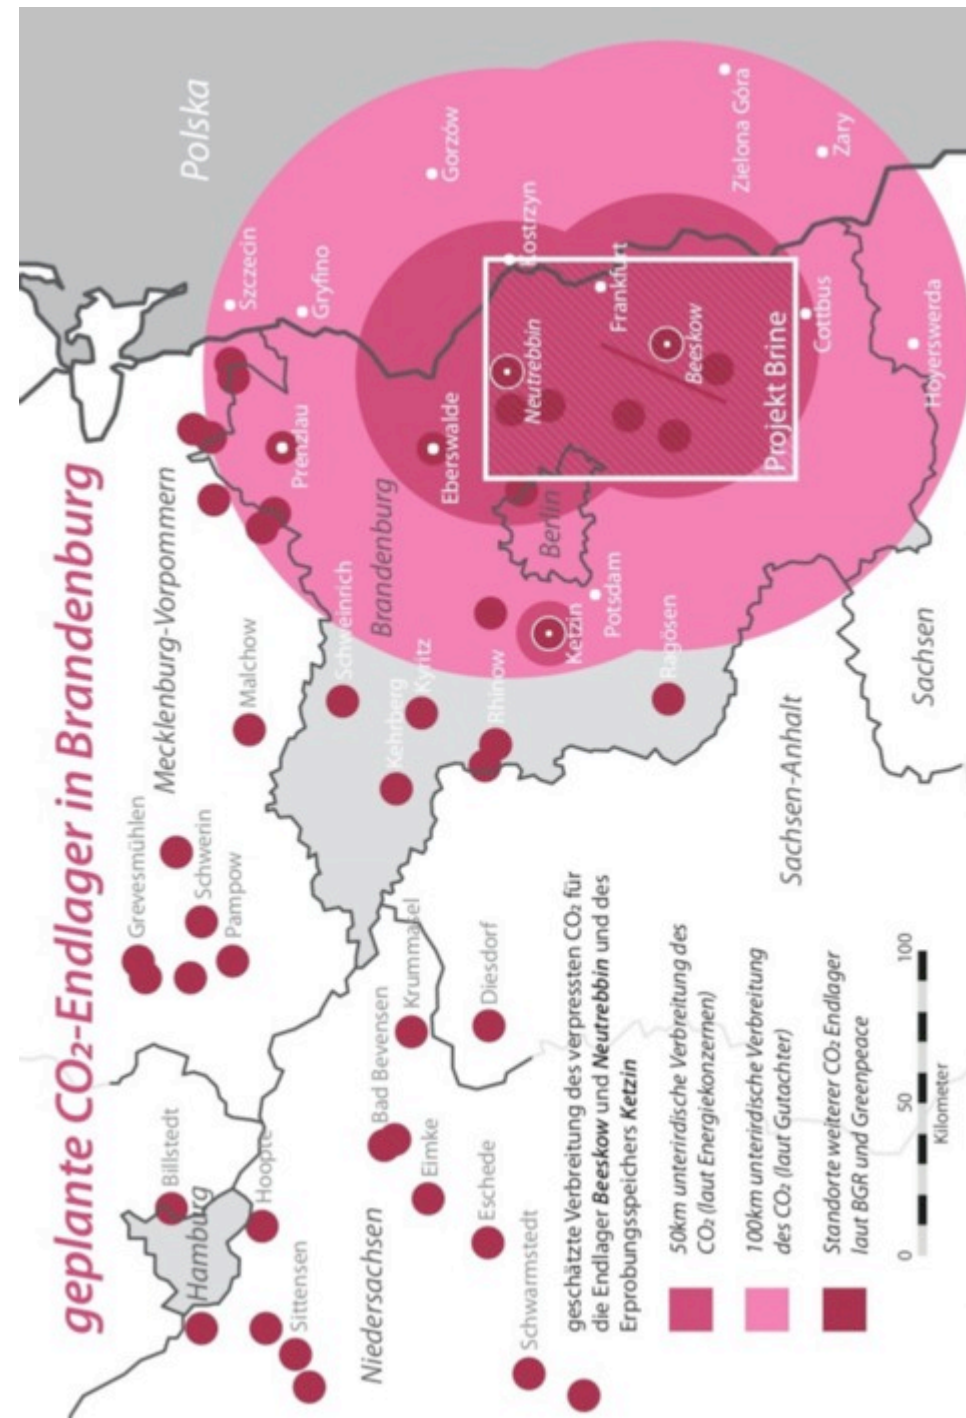 geplante CO₂-Endlager in Brandenburg
Polska
Mecklenburg-Vorpommern
Brandenburg
Berlin
Hamburg
Niedersachsen
Sachsen-Anhalt
Sachsen
Billstedt
Hoopte
Sittensen
Grevesmühlen
Schwerin
Pampow
Malchow
Prenzlau
Szczecin
Gryfino
Gorzów
Schweinrich
Kehrberg
Kyritz
Rhinow
Bad Bevensen
Krummasel
Eimke
Eschede
Diesdorf
Schwarmstedt
Eberswalde
Neutrebbin
Kostrzyn
Frankfurt
Beeskow
Ketzin
Potsdam
Ragösen
Projekt Brine
Cottbus
Hoyerswerda
Zielona Góra
Zary
geschätzte Verbreitung des verpressten CO₂ für
die Endlager Beeskow und Neutrebbin und des
Erprobungsspeichers Ketzin
50km unterirdische Verbreitung des
CO₂ (laut Energiekonzernen)
100km unterirdische Verbreitung
des CO₂ (laut Gutachter)
Standorte weiterer CO₂ Endlager
laut BGR und Greenpeace
0 50 100
Kilometer